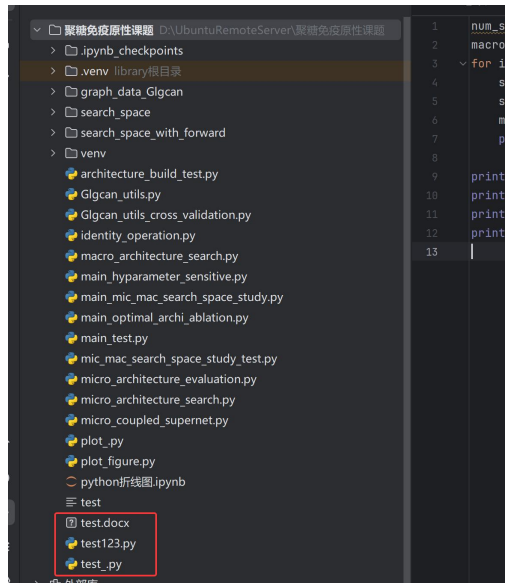 聚糖免疫原性课题 D:\UbuntuRemoteServer\聚糖免疫原性课题
.ipynb_checkpoints
.venv library根目录
graph_data_Glgcan
search_space
search_space_with_forward
venv
architecture_build_test.py
Glgcan_utils.py
Glgcan_utils_cross_validation.py
identity_operation.py
macro_architecture_search.py
main_hyparameter_sensitive.py
main_mic_mac_search_space_study.py
main_optimal_archi_ablation.py
main_test.py
mic_mac_search_space_study_test.py
micro_architecture_evaluation.py
micro_architecture_search.py
micro_coupled_supernet.py
plot_.py
plot_figure.py
python折线图.ipynb
test
test.docx
test123.py
test_.py
外部库
1 num_s
2 macro
3 for i
4 s
5 s
6 m
7 p
8
9 print
10 print
11 print
12 print
13